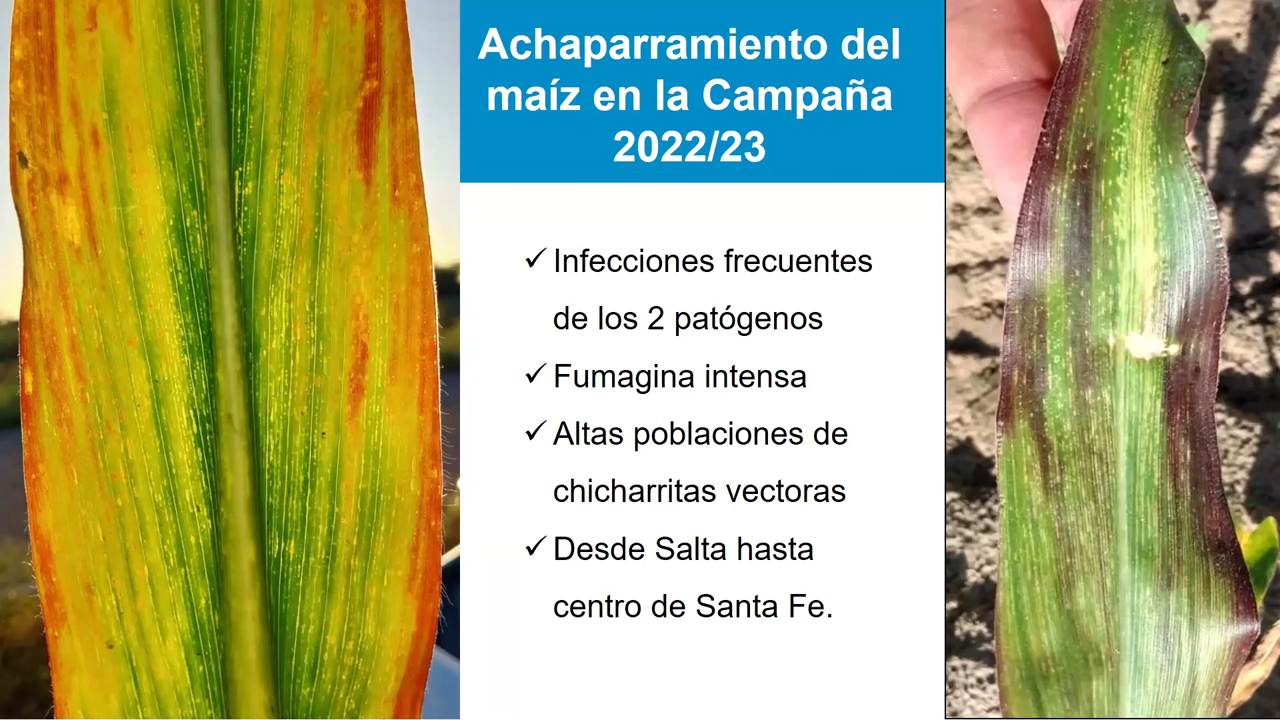 Achaparramiento del
maíz en la Campaña
2022/23
✓ Infecciones frecuentes
de los 2 patógenos
✓ Fumagina intensa
✓ Altas poblaciones de
chicharritas vectoras
✓ Desde Salta hasta
centro de Santa Fe.